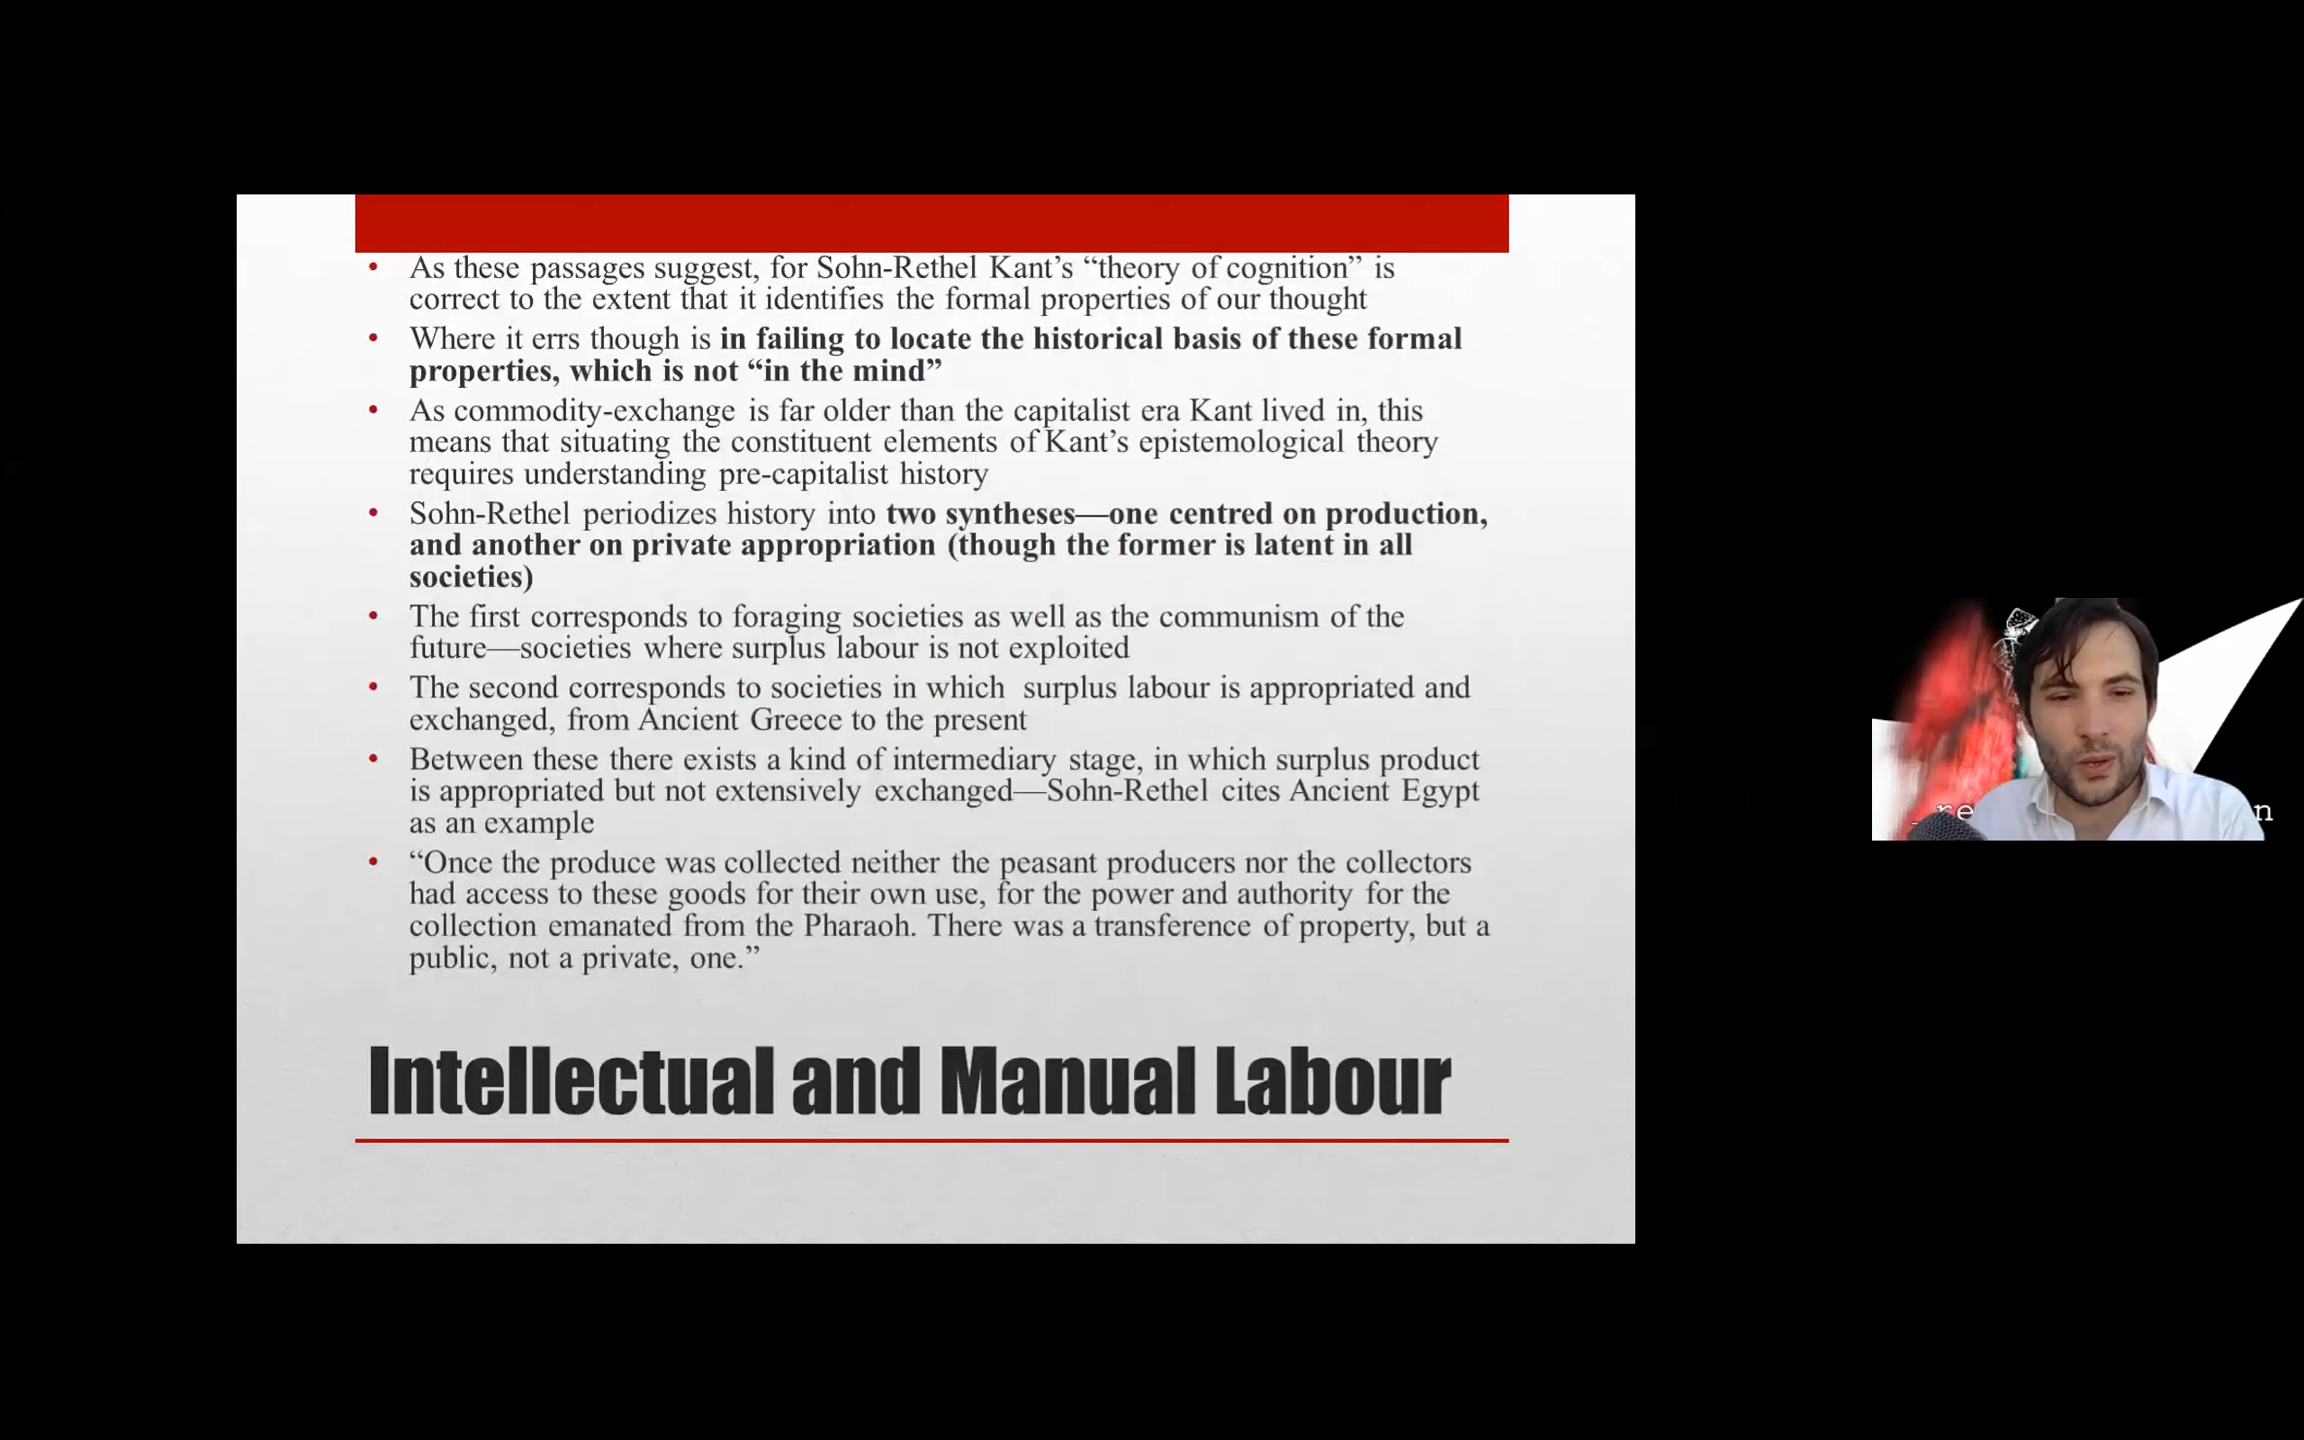 • As these passages suggest, for Sohn-Rethel Kant’s “theory of cognition” is
correct to the extent that it identifies the formal properties of our thought
• Where it errs though is in failing to locate the historical basis of these formal
properties, which is not “in the mind”
• As commodity-exchange is far older than the capitalist era Kant lived in, this
means that situating the constituent elements of Kant’s epistemological theory
requires understanding pre-capitalist history
• Sohn-Rethel periodizes history into two syntheses—one centred on production,
and another on private appropriation (though the former is latent in all
societies)
• The first corresponds to foraging societies as well as the communism of the
future—societies where surplus labour is not exploited
• The second corresponds to societies in which surplus labour is appropriated and
exchanged, from Ancient Greece to the present
• Between these there exists a kind of intermediary stage, in which surplus product
is appropriated but not extensively exchanged—Sohn-Rethel cites Ancient Egypt
as an example
• “Once the produce was collected neither the peasant producers nor the collectors
had access to these goods for their own use, for the power and authority for the
collection emanated from the Pharaoh. There was a transference of property, but a
public, not a private, one.”
Intellectual and Manual Labour